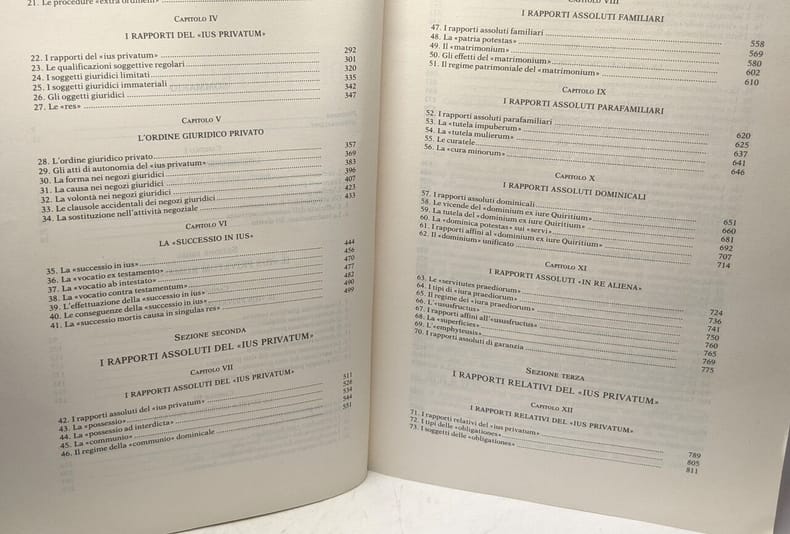 21. Le procedure «extra ordinem»
CAPITOLO IV
I RAPPORTI DEL «IUS PRIVATUM»
22. I rapporti del «ius privatum» 292
23. Le qualificazioni soggettive regolari 301
24. I soggetti giuridici limitati 320
25. I soggetti giuridici immateriali 335
26. Gli oggetti giuridici 342
27. Le «res» 347
CAPITOLO V
L'ORDINE GIURIDICO PRIVATO
28. L'ordine giuridico privato 357
29. Gli atti di autonomia del «ius privatum» 369
30. La forma nei negozi giuridici 383
31. La causa nei negozi giuridici 396
32. La volontà nei negozi giuridici 407
33. Le clausole accidentali dei negozi giuridici 423
34. La sostituzione nell'attività negoziale 433
CAPITOLO VI
LA «SUCCESSIO IN IUS»
35. La «successio in ius» 444
36. La «vocatio ex testamento» 456
37. La «vocatio ab intestato» 470
38. La «vocatio contra testamentum» 477
39. L'effettuazione della «successio in ius» 482
40. Le conseguenze della «successio in ius» 490
41. La «successio mortis causa in singulas res» 499
SEZIONE SECONDA
I RAPPORTI ASSOLUTI DEL «IUS PRIVATUM»
CAPITOLO VII
I RAPPORTI ASSOLUTI DEL «IUS PRIVATUM»
42. I rapporti assoluti del «ius privatum» 511
43. La «possessio» 528
44. La «possessio ad interdicta» 534
45. La «communio» 544
46. Il regime della «communio» dominicale 551
CAPITOLO VIII
I RAPPORTI ASSOLUTI FAMILIARI
47. I rapporti assoluti familiari 558
48. La «patria potestas» 569
49. Il «matrimonium» 580
50. Gli effetti del «matrimonium» 602
51. Il regime patrimoniale del «matrimonium» 610
CAPITOLO IX
I RAPPORTI ASSOLUTI PARAFAMILIARI
52. I rapporti assoluti parafamiliari 620
53. La «tutela impuberum» 625
54. La «tutela mulierum» 637
55. Le curatele 641
56. La «cura minorum» 646
CAPITOLO X
I RAPPORTI ASSOLUTI DOMINICALI
57. I rapporti assoluti dominicali 651
58. Le vicende del «dominium ex iure Quiritium» 660
59. La tutela del «dominium ex iure Quiritium» 681
60. La «dominica potestas» sui «servi» 692
61. I rapporti affini al «dominium ex iure Quiritium» 707
62. Il «dominium» unificato 714
CAPITOLO XI
I RAPPORTI ASSOLUTI «IN RE ALIENA»
63. Le «servitutes praediorum» 724
64. I tipi di «iura praediorum» 736
65. Il regime dei «iura praediorum» 741
66. L'«ususfructus» 750
67. I rapporti affini all'«ususfructus» 760
68. La «superficies» 765
69. L'«emphyteusis» 769
70. I rapporti assoluti di garanzia 775
SEZIONE TERZA
I RAPPORTI RELATIVI DEL «IUS PRIVATUM»
CAPITOLO XII
I RAPPORTI RELATIVI DEL «IUS PRIVATUM»
71. I rapporti relativi del «ius privatum» 789
72. I tipi delle «obligationes» 805
73. I soggetti delle «obligationes» 811